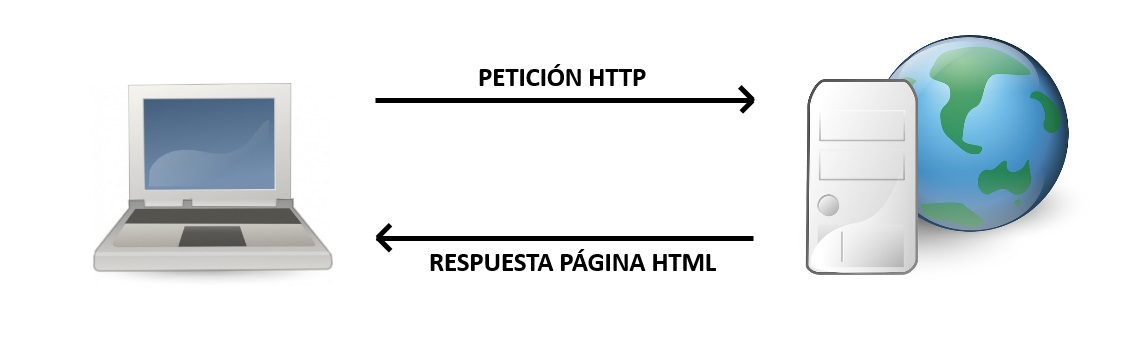 PETICIÓN HTTP
RESPUESTA PÁGINA HTML